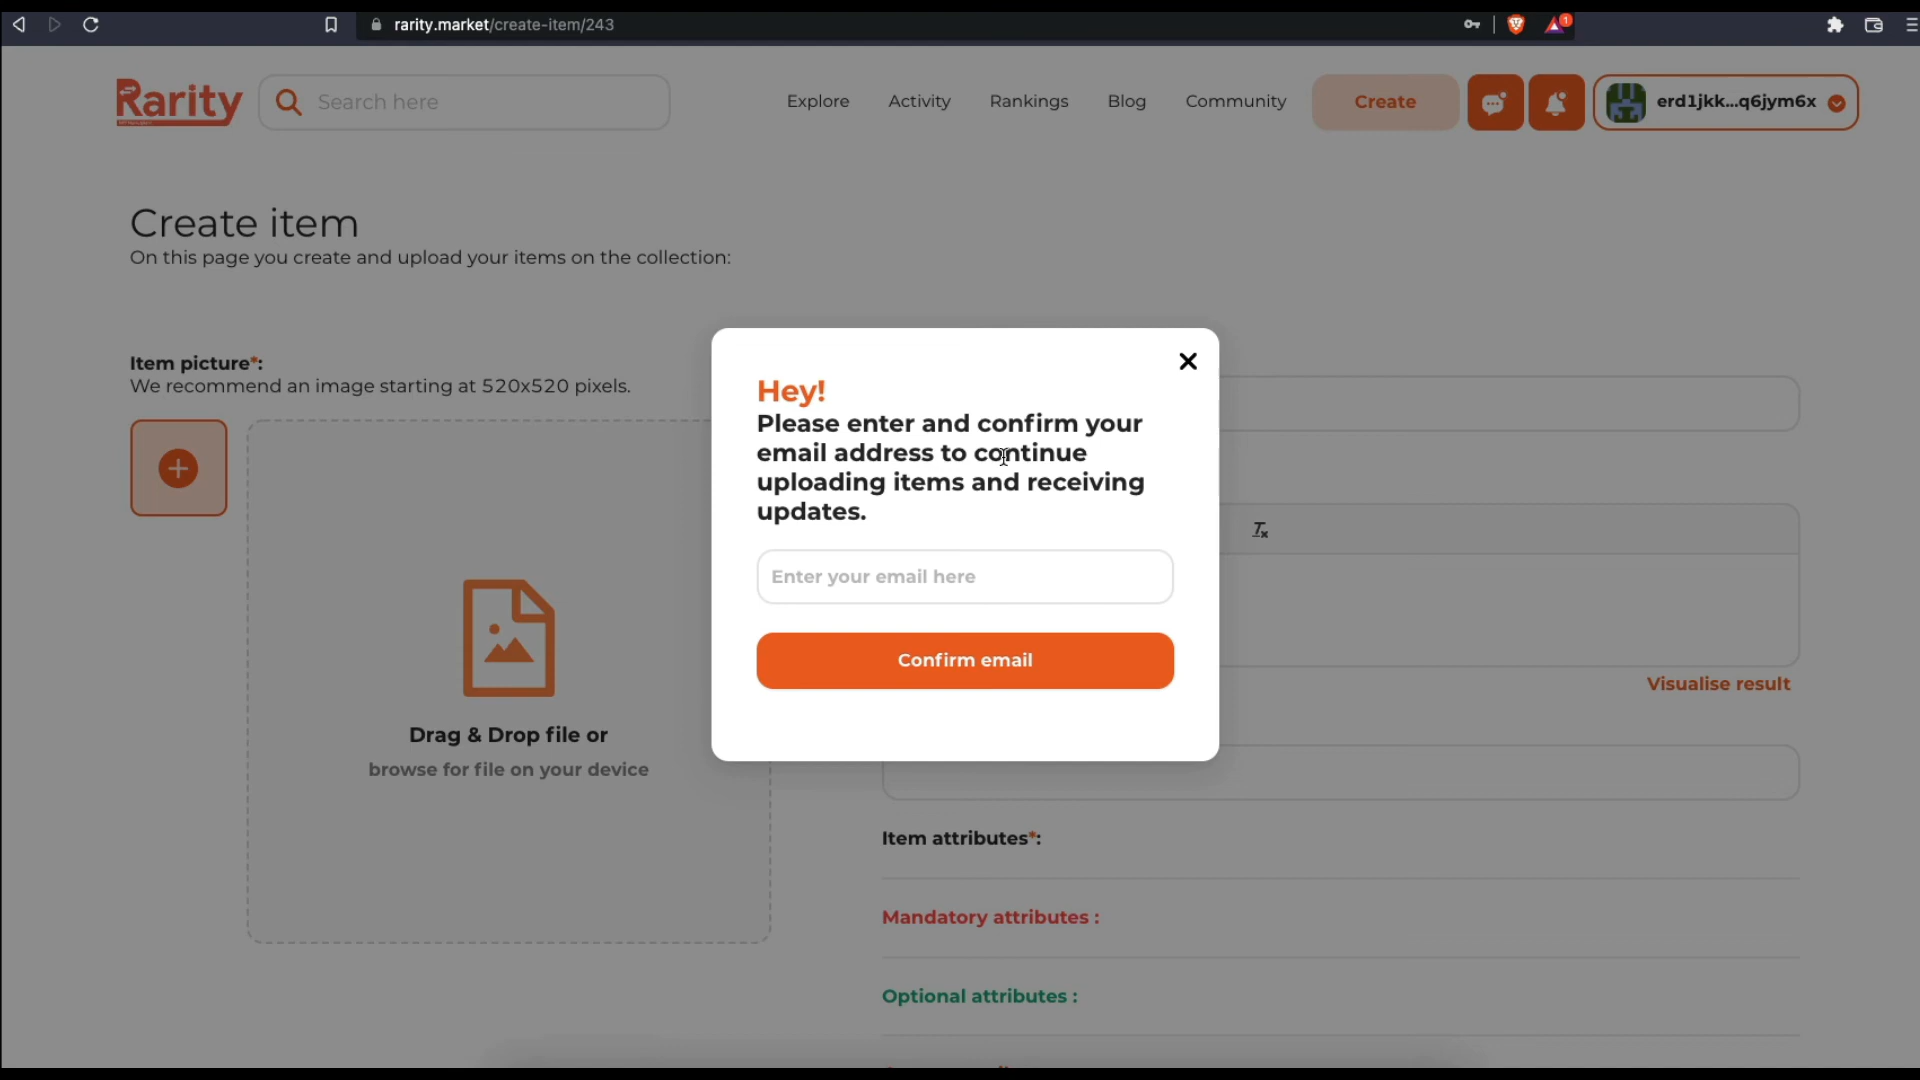 rarity.market/create-item/243
1
Rarity
Search here
Explore
Activity
Rankings
Blog
Community
Create
erd1jkk...q6jym6x
Create item
On this page you create and upload your items on the collection:
Item picture*:
We recommend an image starting at 520x520 pixels.
Hey!
Please enter and confirm your
email address to continue
uploading items and receiving
updates.
Enter your email here
Confirm email
Visualise result
Drag & Drop file or
browse for file on your device
Item attributes*:
Mandatory attributes :
Optional attributes :